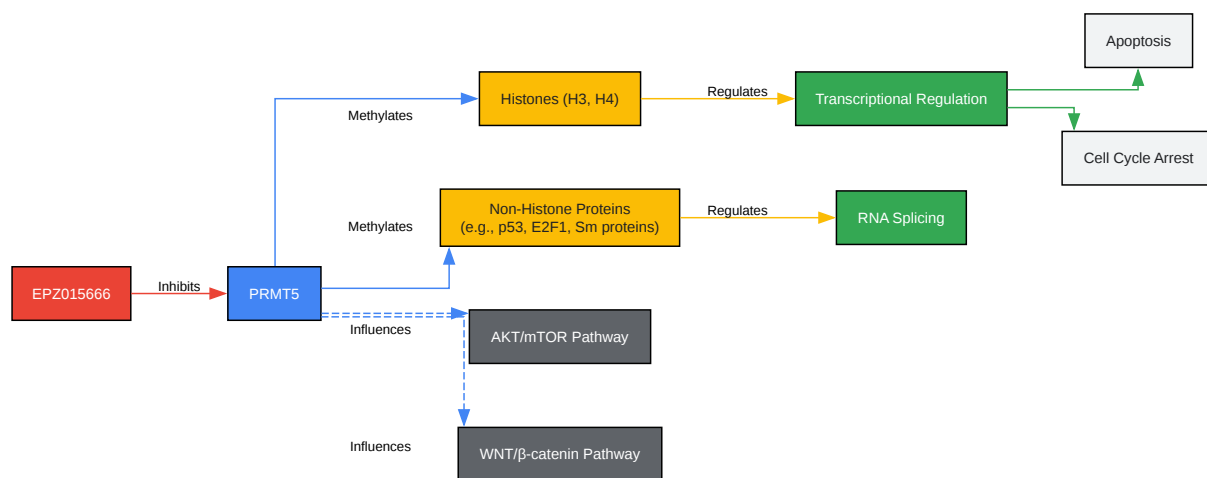 Apoptosis
Histones (H3, H4)
Regulates
Transcriptional Regulation
Methylates
Cell Cycle Arrest
Non-Histone Proteins
(e.g., p53, E2F1, Sm proteins)
Regulates
RNA Splicing
Methylates
EPZ015666
Inhibits
PRMT5
Influences
AKT/mTOR Pathway
Influences
WNT/β-catenin Pathway